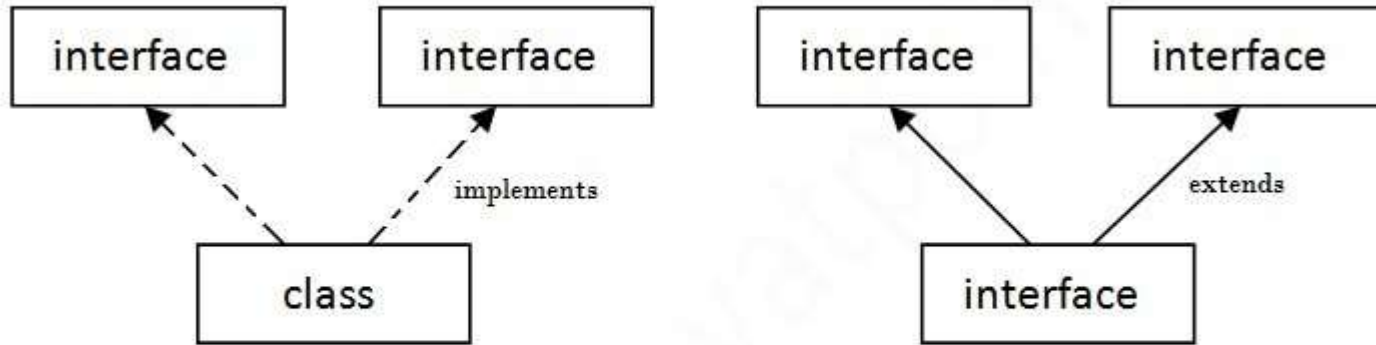 interface
interface
interface
interface
implements
extends
class
interface